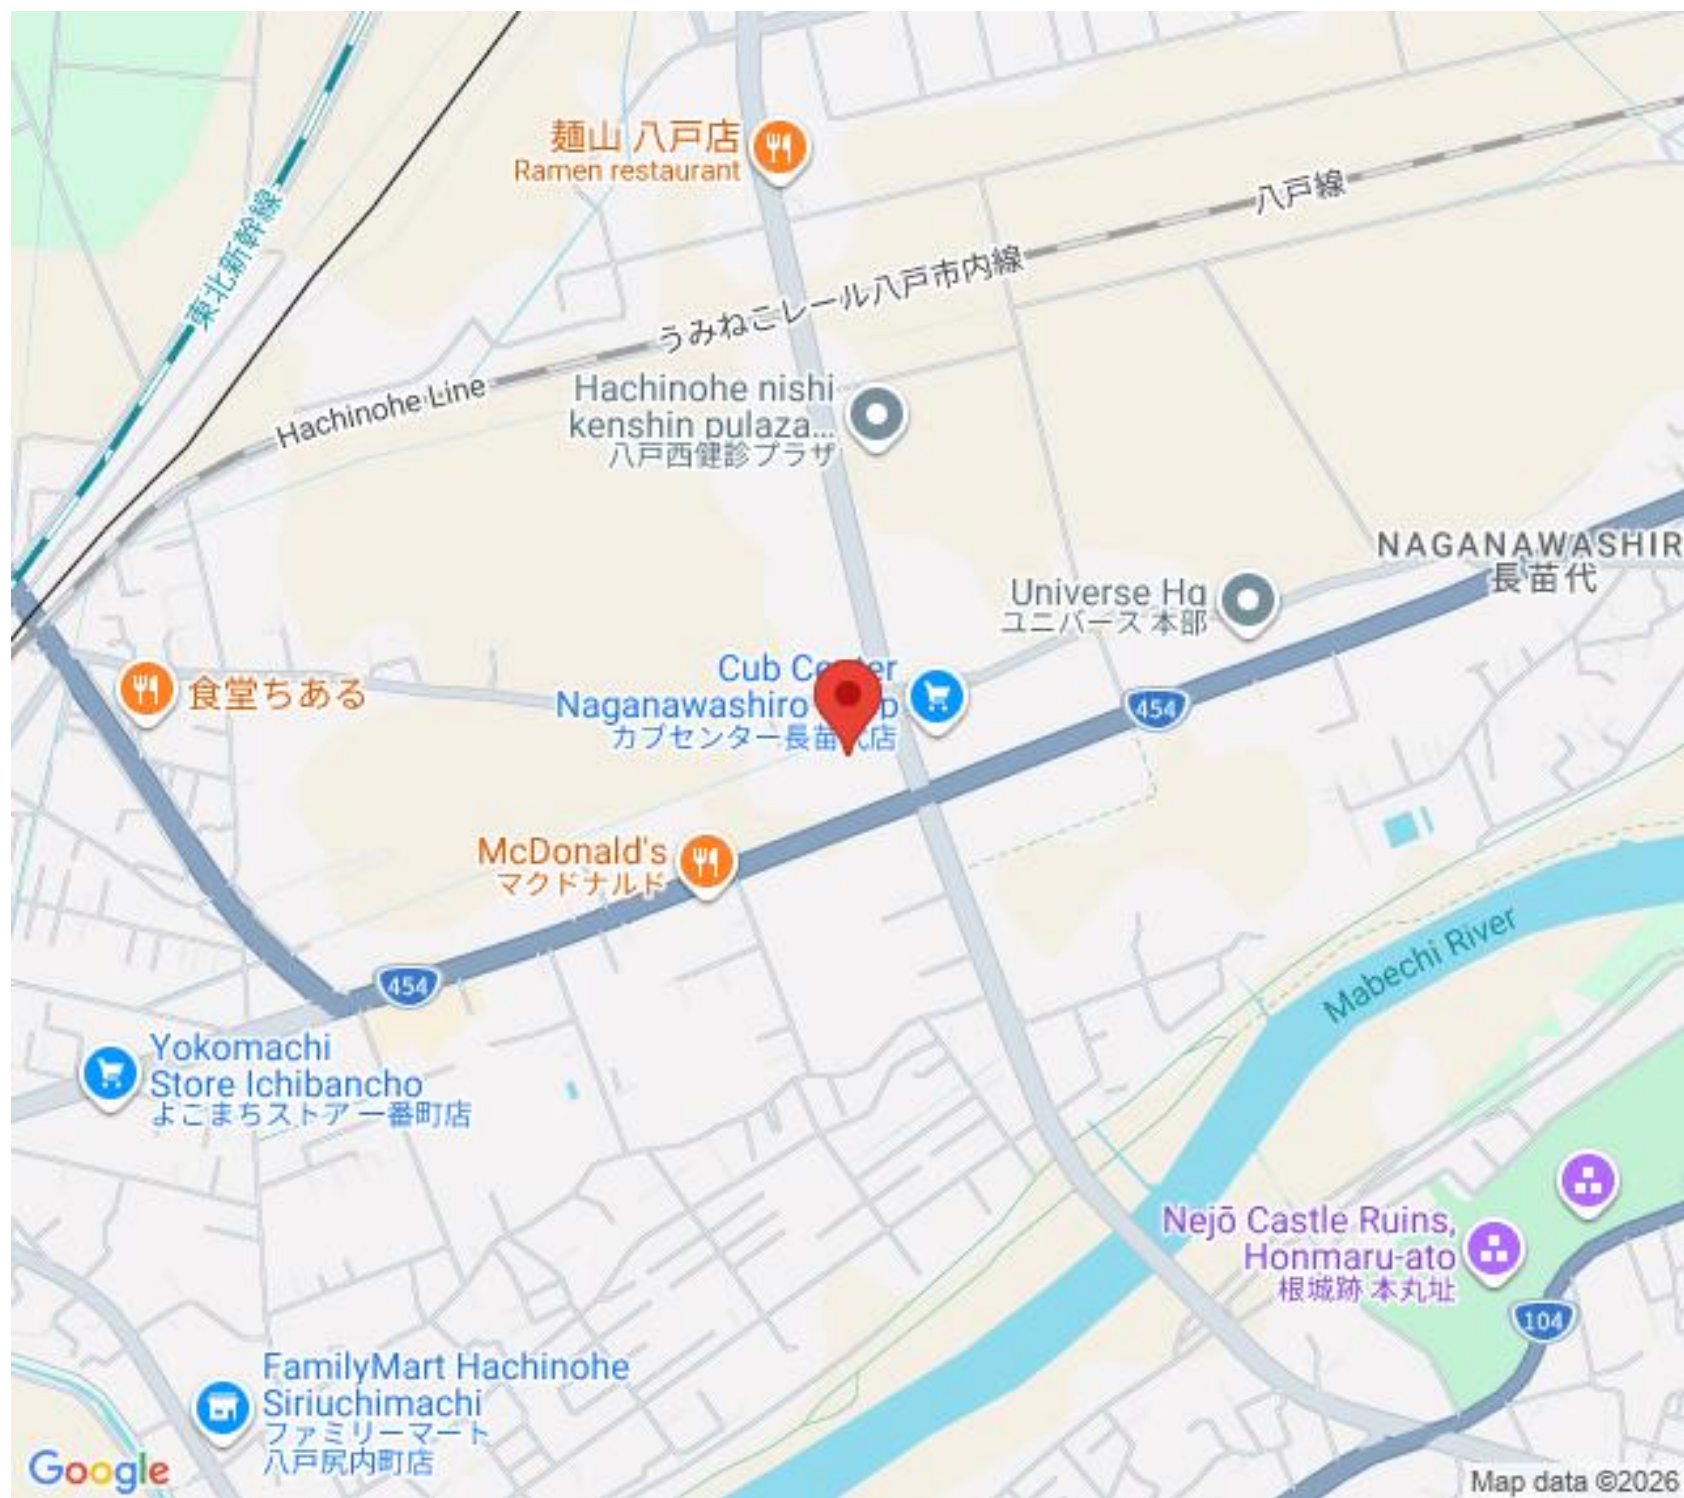 麺山 八戸店
Ramen restaurant
八戸線
東北新幹線
うみねこレール八戸市内線
Hachinohe Line
Hachinohe nishi
kenshin pulaza...
八戸西健診プラザ
NAGANAWASHIR
長苗代
Universe Hq
ユニバース 本部
Cub Center
Naganawashiro
カブセンター長苗代店
食堂ちある
454
McDonald's
マクドナルド
454
Mabechi River
Yokomachi
Store Ichibancho
よこまちストア 一番町店
Nejō Castle Ruins,
Honmaru-ato
根城跡 本丸址
104
FamilyMart Hachinohe
Siriuchimachi
ファミリーマート
八戸尻内町店
Google
Map data ©2026